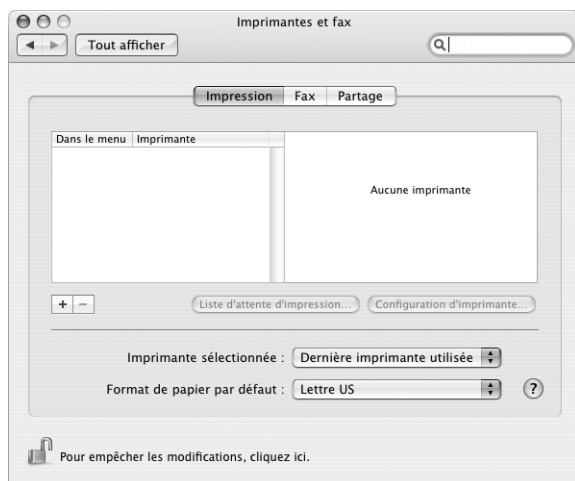 Imprimantes et fax
Tout afficher
Impression Fax Partage
Dans le menu Imprimante
Aucune imprimante
+ −
Liste d'attente d'impression... Configuration d'imprimante...
Imprimante sélectionnée : Dernière imprimante utilisée
Format de papier par défaut : Lettre US ?
Pour empêcher les modifications, cliquez ici.